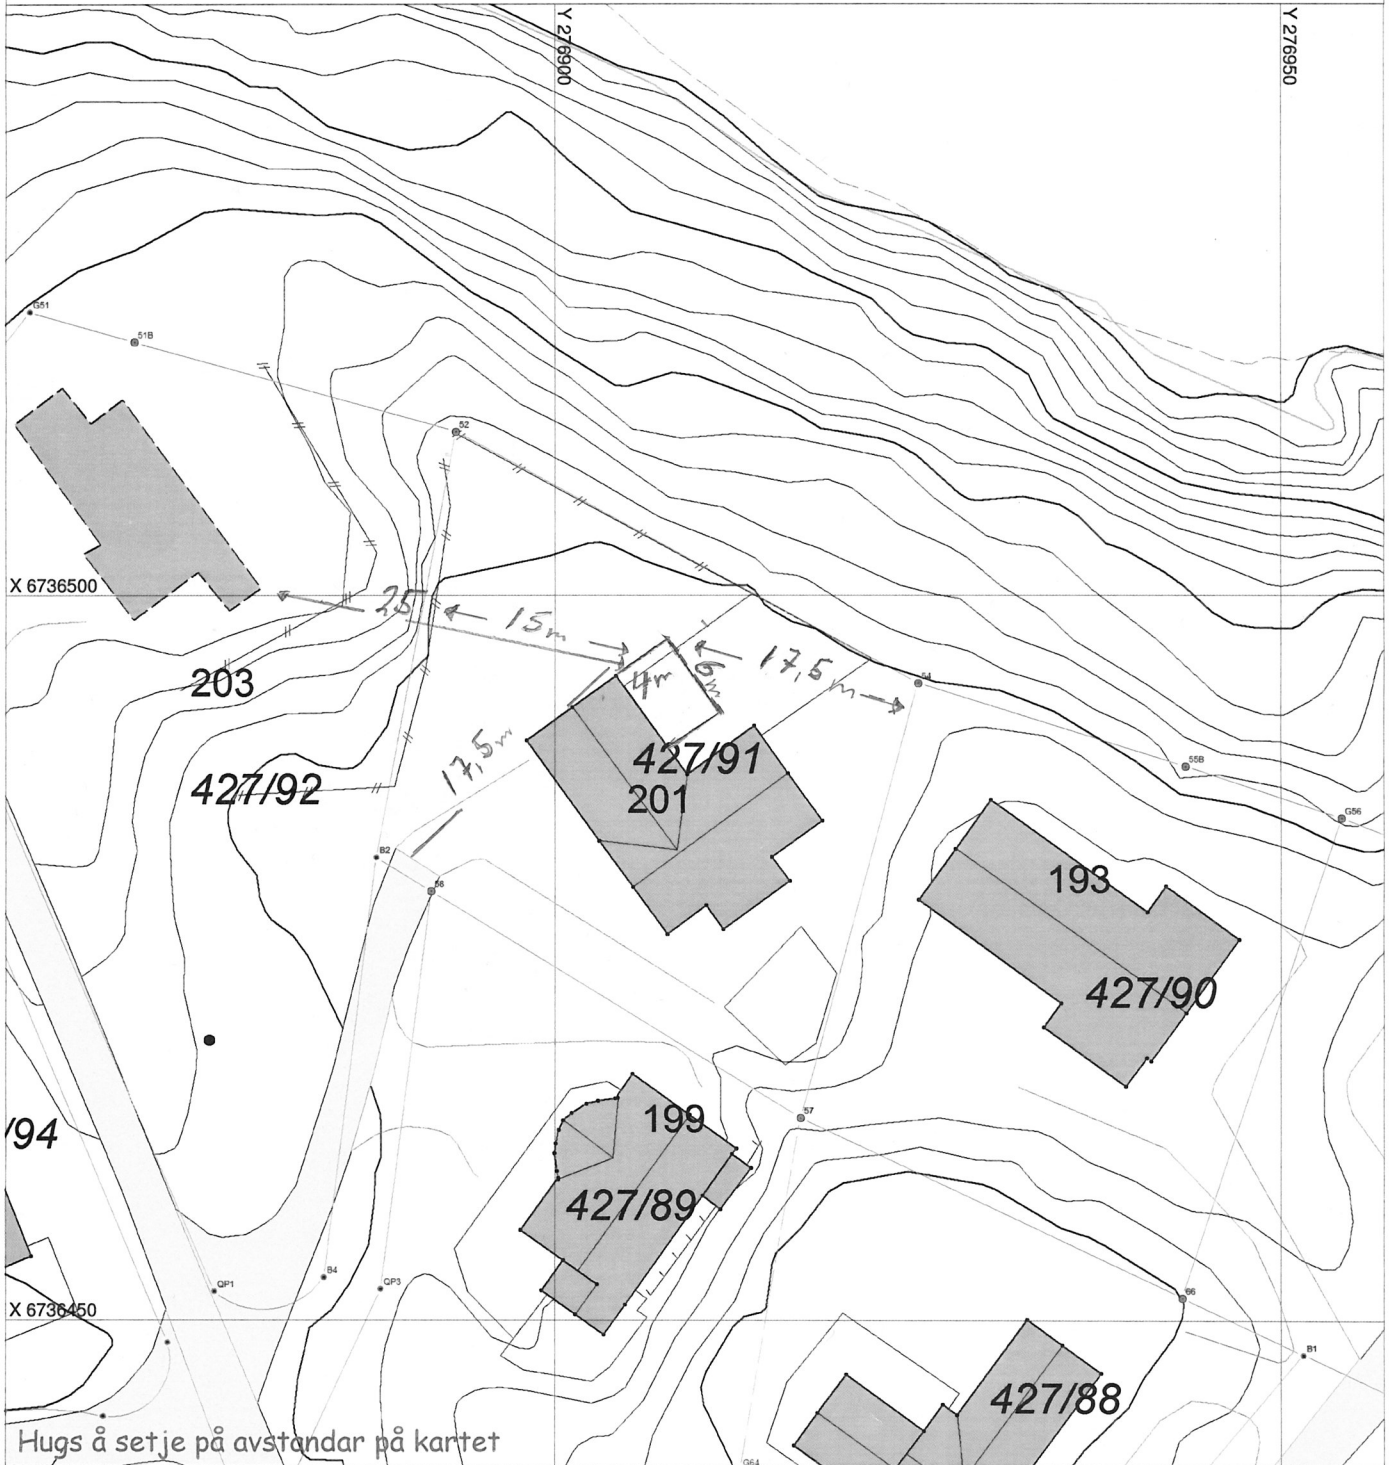 Y 276900
Y 276950
G51
51B
52
X 6736500
25
15m
17,5m
4m
6m
203
54
427/91
17,5m
55B
427/92
201
G56
B2
56
193
427/90
57
/94
199
427/89
QP1
B4
QP3
66
X 6736450
B1
427/88
Hugs å setje på avstandar på kartet
G64